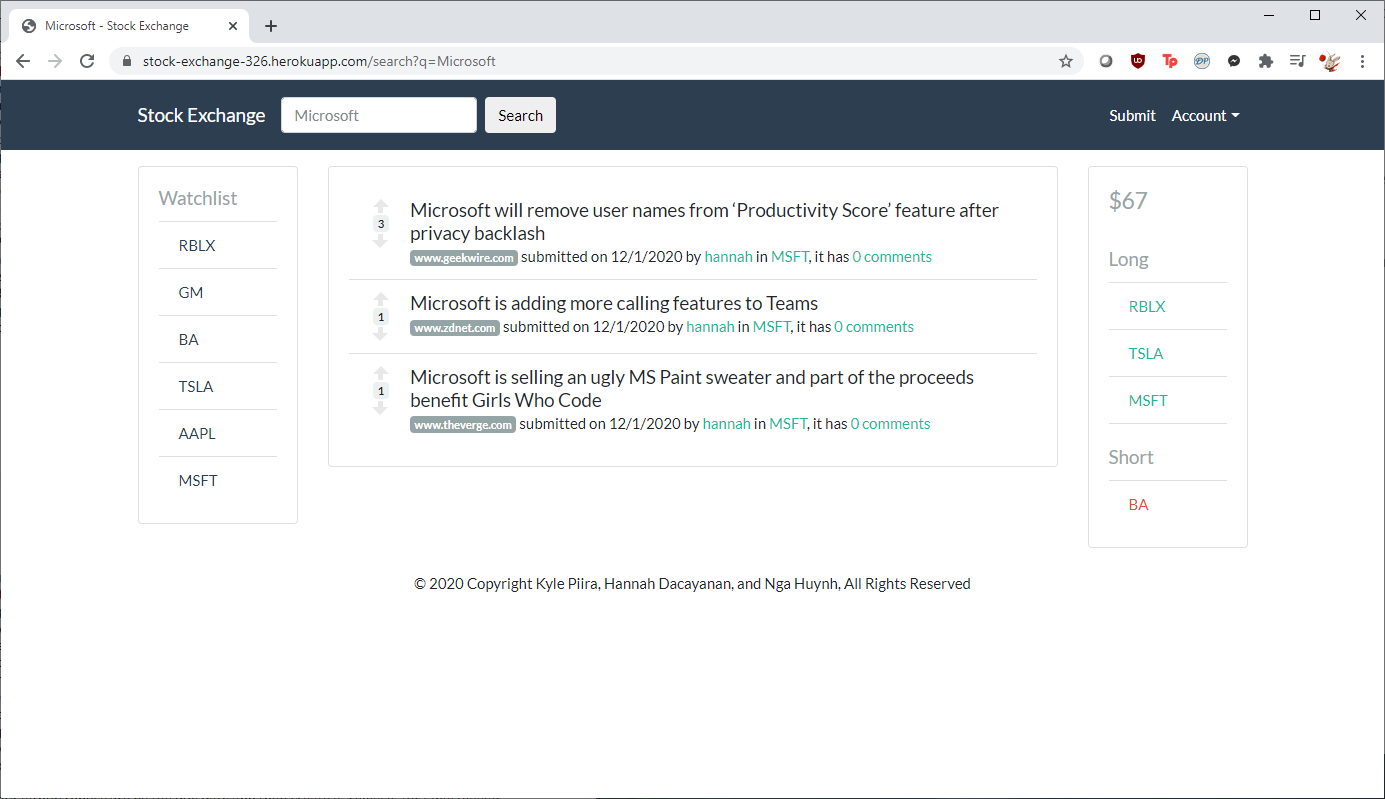 Microsoft - Stock Exchange
stock-exchange-326.herokuapp.com/search?q=Microsoft
Stock Exchange
Microsoft
Search
Submit
Account
Watchlist
RBLX
GM
BA
TSLA
AAPL
MSFT
3
Microsoft will remove user names from ‘Productivity Score’ feature after
privacy backlash
www.geekwire.com submitted on 12/1/2020 by hannah in MSFT, it has 0 comments
1
Microsoft is adding more calling features to Teams
www.zdnet.com submitted on 12/1/2020 by hannah in MSFT, it has 0 comments
1
Microsoft is selling an ugly MS Paint sweater and part of the proceeds
benefit Girls Who Code
www.theverge.com submitted on 12/1/2020 by hannah in MSFT, it has 0 comments
$67
Long
RBLX
TSLA
MSFT
Short
BA
© 2020 Copyright Kyle Piira, Hannah Dacayanan, and Nga Huynh, All Rights Reserved